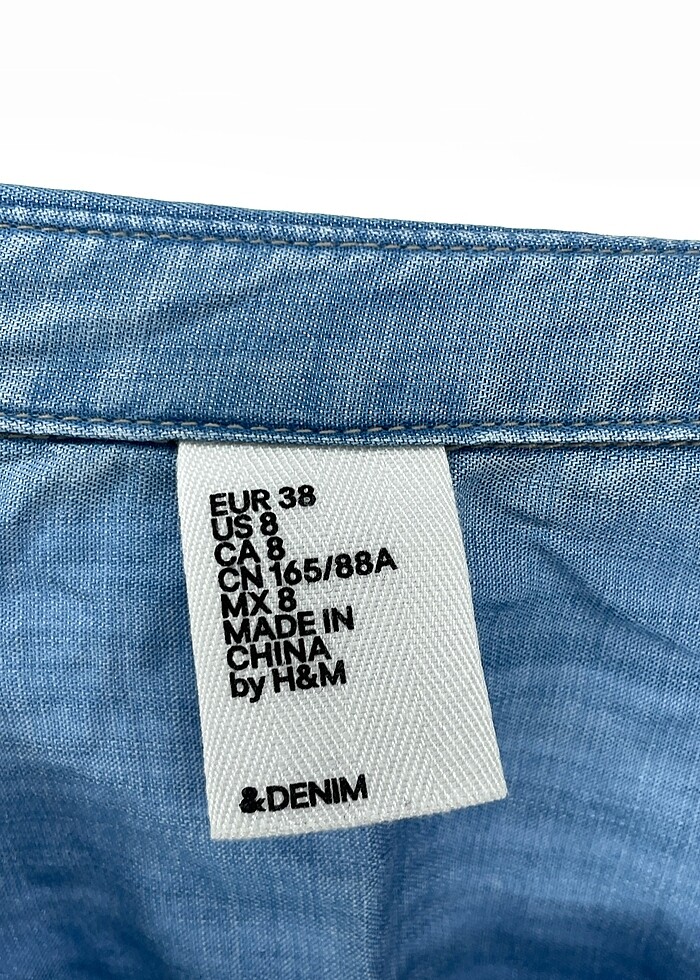 EUR 38
US 8
CA 8
CN 165/88A
MX 8
MADE IN
CHINA
by H&M
&DENIM